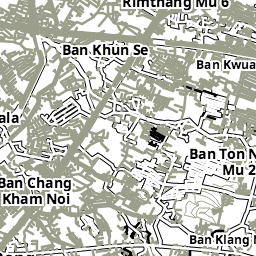 Rimthang Mu 6
Ban Khun Se
Ban Kwua
ala
Ban Ton N
Mu 2
Ban Chang
Kham Noi
Ban Klang M